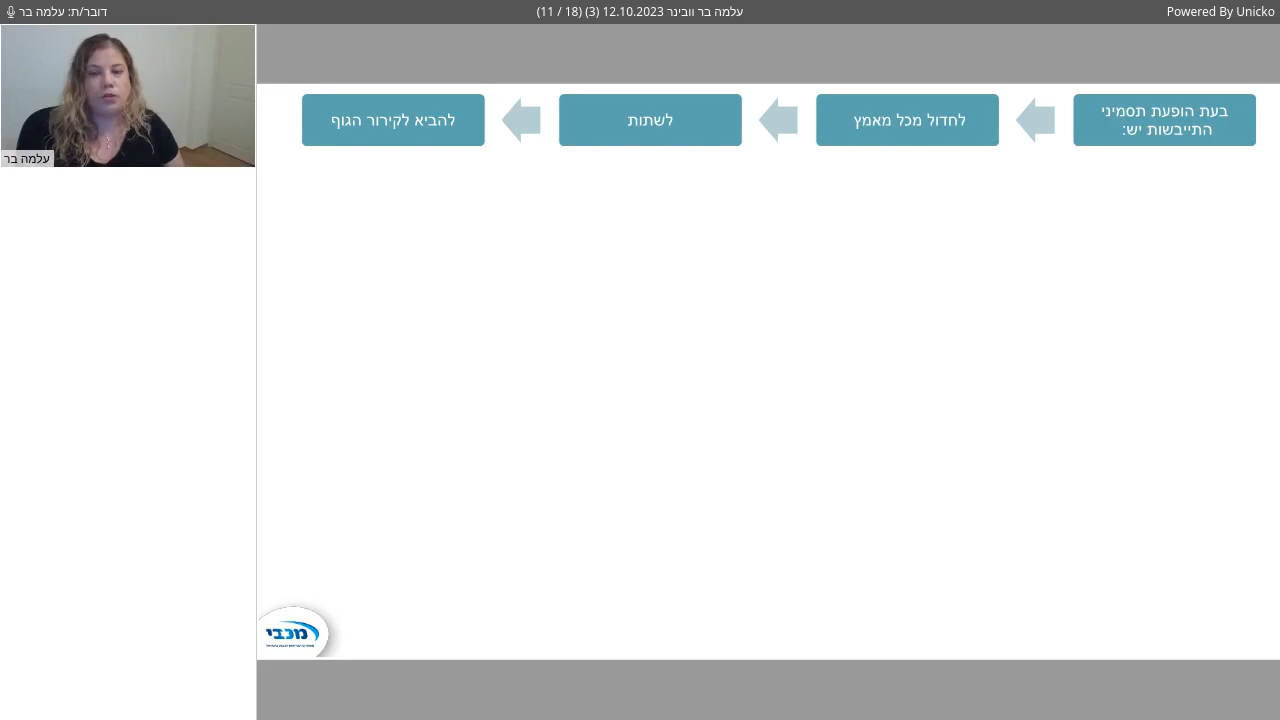 דובר/ת: עלמה בר
עלמה בר וובינר 12.10.2023 (3) (18 / 11)
Powered By Unicko
עלמה בר
בעת הופעת תסמיני
התייבשות יש:
לחדול מכל מאמץ
לשתות
להביא לקירור הגוף
מכבי